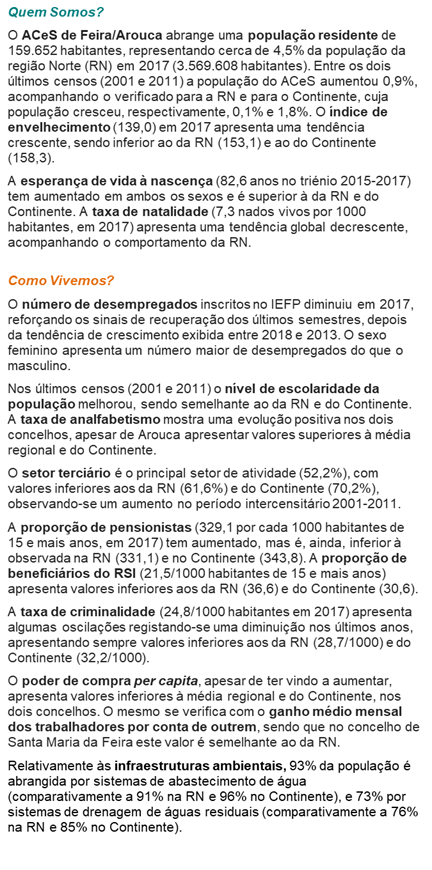 Quem Somos?
O ACeS de Feira/Arouca abrange uma população residente de
159.652 habitantes, representando cerca de 4,5% da população da
região Norte (RN) em 2017 (3.569.608 habitantes). Entre os dois
últimos censos (2001 e 2011) a população do ACeS aumentou 0,9%,
acompanhando o verificado para a RN e para o Continente, cuja
população cresceu, respectivamente, 0,1% e 1,8%. O índice de
envelhecimento (139,0) em 2017 apresenta uma tendência
crescente, sendo inferior ao da RN (153,1) e ao do Continente
(158,3).
A esperança de vida à nascença (82,6 anos no triénio 2015-2017)
tem aumentado em ambos os sexos e é superior à da RN e do
Continente. A taxa de natalidade (7,3 nados vivos por 1000
habitantes, em 2017) apresenta uma tendência global decrescente,
acompanhando o comportamento da RN.
Como Vivemos?
O número de desempregados inscritos no IEFP diminuiu em 2017,
reforçando os sinais de recuperação dos últimos semestres, depois
da tendência de crescimento exibida entre 2018 e 2013. O sexo
feminino apresenta um número maior de desempregados do que o
masculino.
Nos últimos censos (2001 e 2011) o nível de escolaridade da
população melhorou, sendo semelhante ao da RN e do Continente.
A taxa de analfabetismo mostra uma evolução positiva nos dois
concelhos, apesar de Arouca apresentar valores superiores à média
regional e do Continente.
O setor terciário é o principal setor de atividade (52,2%), com
valores inferiores aos da RN (61,6%) e do Continente (70,2%),
observando-se um aumento no período intercensitário 2001-2011.
A proporção de pensionistas (329,1 por cada 1000 habitantes de
15 e mais anos, em 2017) tem aumentado, mas é, ainda, inferior à
observada na RN (331,1) e no Continente (343,8). A proporção de
beneficiários do RSI (21,5/1000 habitantes de 15 e mais anos)
apresenta valores inferiores aos da RN (36,6) e do Continente (30,6).
A taxa de criminalidade (24,8/1000 habitantes em 2017) apresenta
algumas oscilações registando-se uma diminuição nos últimos anos,
apresentando sempre valores inferiores aos da RN (28,7/1000) e do
Continente (32,2/1000).
O poder de compra per capita, apesar de ter vindo a aumentar,
apresenta valores inferiores à média regional e do Continente, nos
dois concelhos. O mesmo se verifica com o ganho médio mensal
dos trabalhadores por conta de outrem, sendo que no concelho de
Santa Maria da Feira este valor é semelhante ao da RN.
Relativamente às infraestruturas ambientais, 93% da população é
abrangida por sistemas de abastecimento de água
(comparativamente a 91% na RN e 96% no Continente), e 73% por
sistemas de drenagem de águas residuais (comparativamente a 76%
na RN e 85% no Continente).